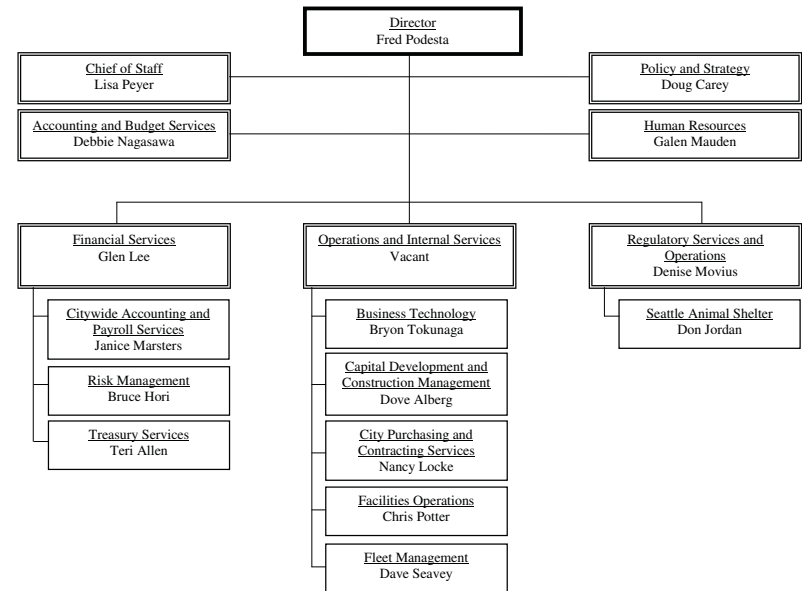 Director
Fred Podesta
Chief of Staff
Lisa Peyer
Policy and Strategy
Doug Carey
Accounting and Budget Services
Debbie Nagasawa
Human Resources
Galen Mauden
Financial Services
Glen Lee
Operations and Internal Services
Vacant
Regulatory Services and
Operations
Denise Movius
Citywide Accounting and
Payroll Services
Janice Marsters
Risk Management
Bruce Hori
Treasury Services
Teri Allen
Business Technology
Bryon Tokunaga
Capital Development and
Construction Management
Dove Alberg
City Purchasing and
Contracting Services
Nancy Locke
Facilities Operations
Chris Potter
Fleet Management
Dave Seavey
Seattle Animal Shelter
Don Jordan